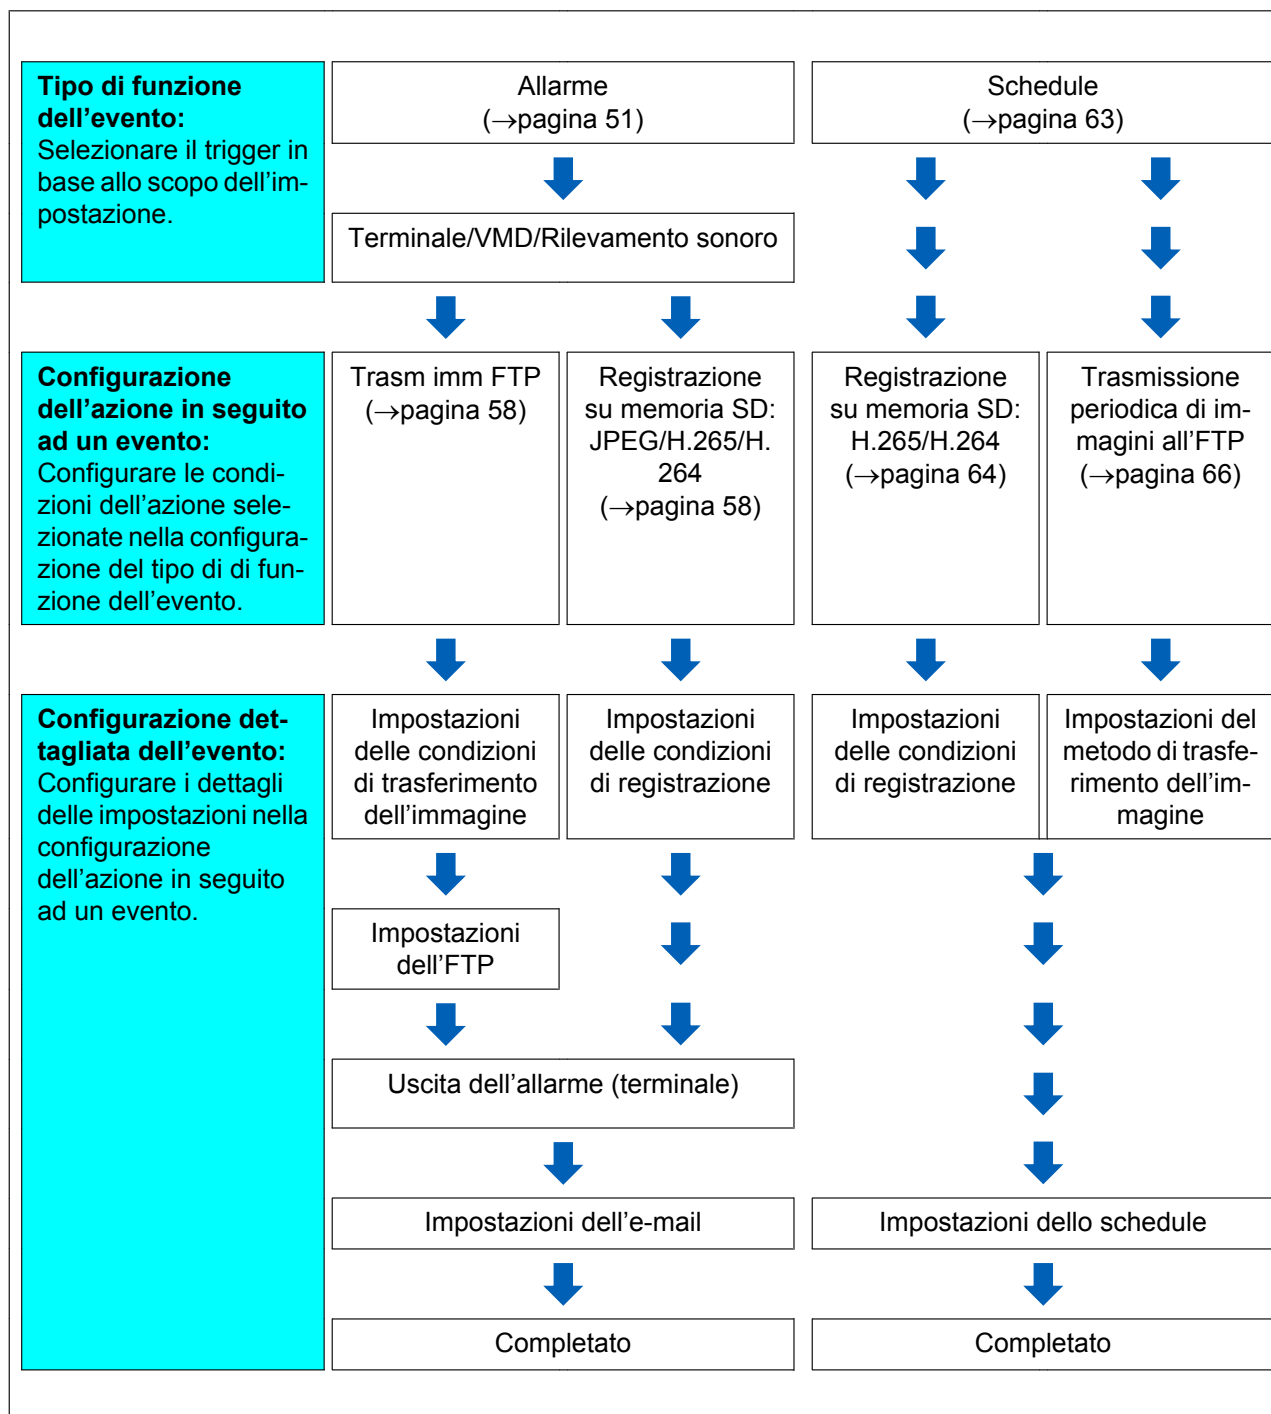 Tipo di funzione
dell'evento:
Selezionare il trigger in
base allo scopo dell'im-
postazione.
Allarme
(→pagina 51)
Schedule
(→pagina 63)
Terminale/VMD/Rilevamento sonoro
Configurazione
dell'azione in seguito
ad un evento:
Configurare le condi-
zioni dell'azione sele-
zionate nella configura-
zione del tipo di di fun-
zione dell'evento.
Trasm imm FTP
(→pagina 58)
Registrazione
su memoria SD:
JPEG/H.265/H.
264
(→pagina 58)
Registrazione
su memoria SD:
H.265/H.264
(→pagina 64)
Trasmissione
periodica di im-
magini all'FTP
(→pagina 66)
Configurazione det-
tagliata dell'evento:
Configurare i dettagli
delle impostazioni nella
configurazione
dell'azione in seguito
ad un evento.
Impostazioni
delle condizioni
di trasferimento
dell'immagine
Impostazioni
delle condizioni
di registrazione
Impostazioni
delle condizioni
di registrazione
Impostazioni del
metodo di trasfe-
rimento dell'im-
magine
Impostazioni
dell'FTP
Uscita dell'allarme (terminale)
Impostazioni dell'e-mail
Impostazioni dello schedule
Completato
Completato